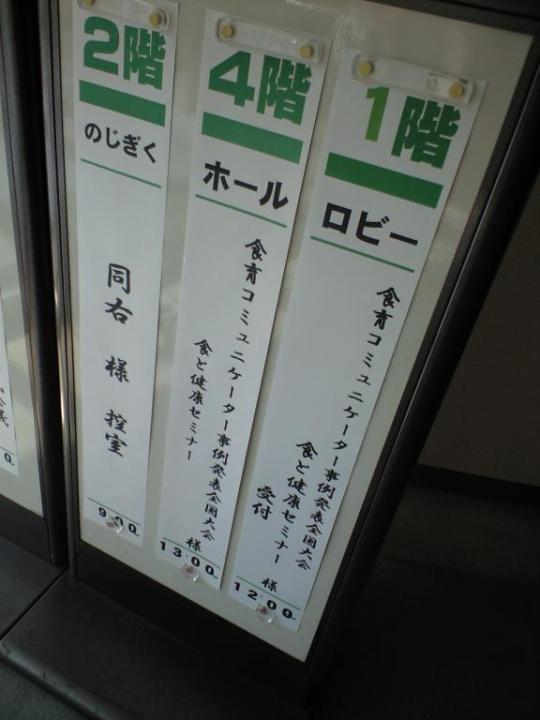 1階
ロビー
食育コミュニケーター事例発表全国大会
食と健康セミナー 様
受付
12:00
4階
ホール
食育コミュニケーター事例発表全国大会
食と健康セミナー
様
13:00
2階
のじぎく
同右 様 控室
9:00